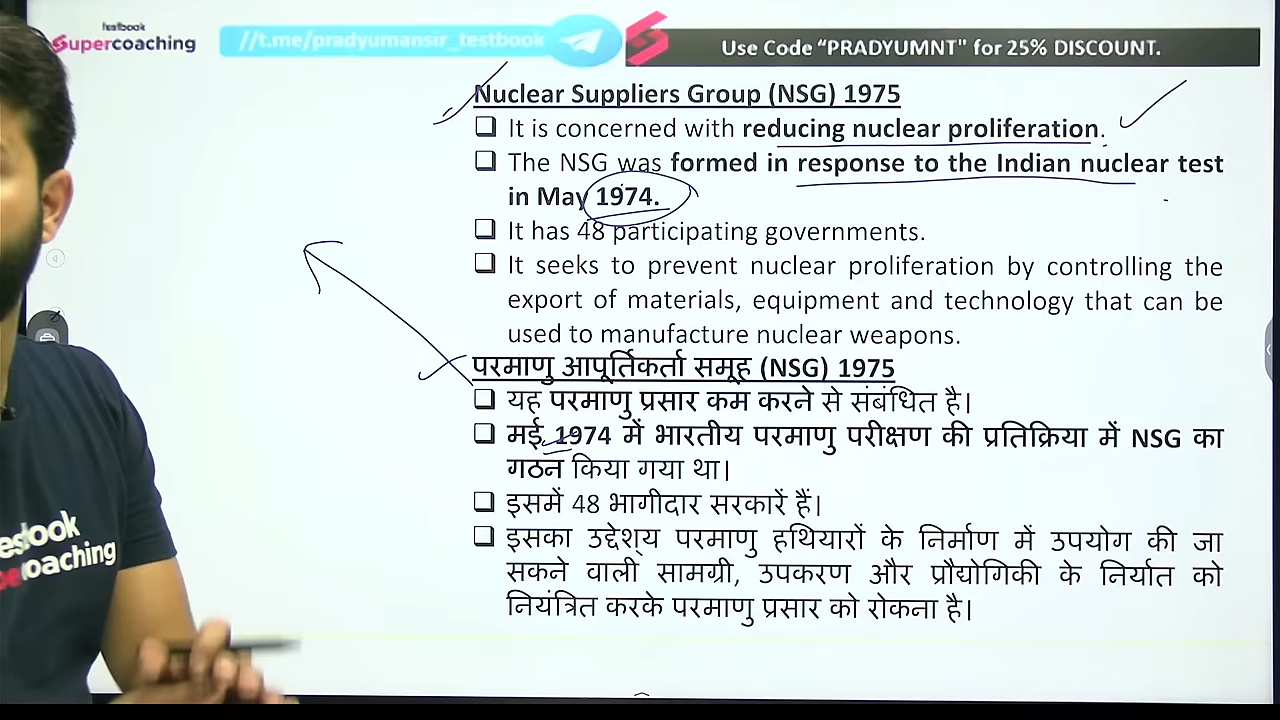 testbook
Supercoaching
//t.me/pradyumansir_testbook
Use Code “PRADYUMNT" for 25% DISCOUNT.
Nuclear Suppliers Group (NSG) 1975
❑ It is concerned with reducing nuclear proliferation.
❑ The NSG was formed in response to the Indian nuclear test
in May 1974.
❑ It has 48 participating governments.
❑ It seeks to prevent nuclear proliferation by controlling the
export of materials, equipment and technology that can be
used to manufacture nuclear weapons.
परमाणु आपूर्तिकर्ता समूह (NSG) 1975
❑ यह परमाणु प्रसार कम करने से संबंधित है।
❑ मई 1974 में भारतीय परमाणु परीक्षण की प्रतिक्रिया में NSG का
गठन किया गया था।
❑ इसमें 48 भागीदार सरकारें हैं।
❑ इसका उद्देश्य परमाणु हथियारों के निर्माण में उपयोग की जा
सकने वाली सामग्री, उपकरण और प्रौद्योगिकी के निर्यात को
नियंत्रित करके परमाणु प्रसार को रोकना है।
estbook
percoaching